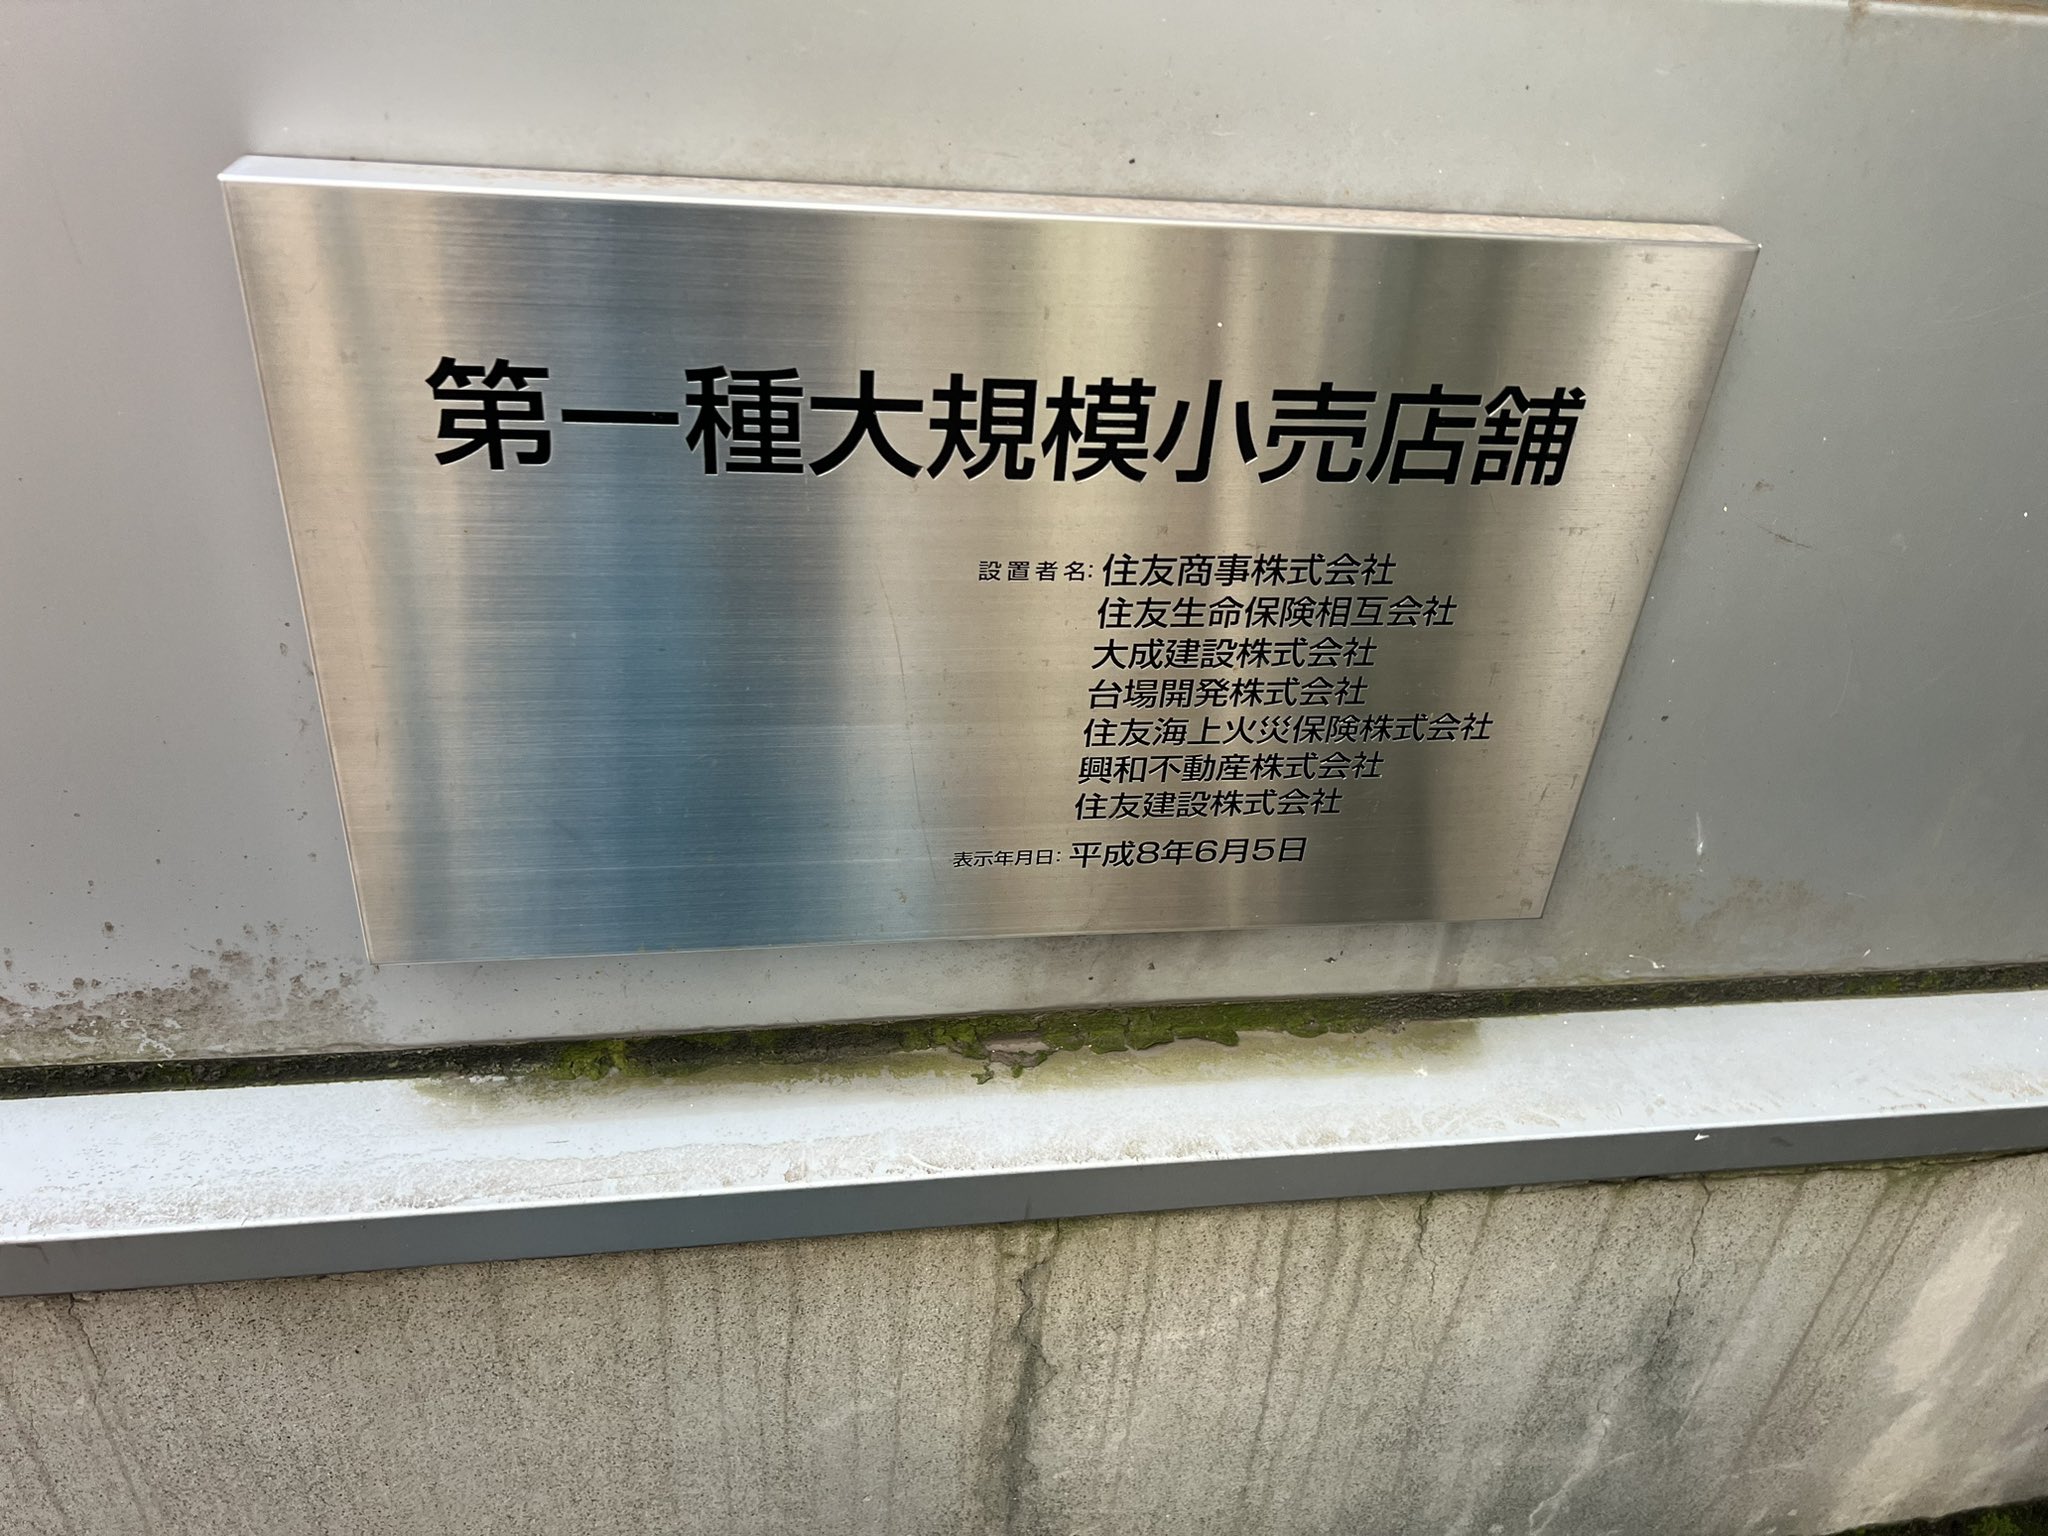 第一種大規模小売店舗
設置者名: 住友商事株式会社
住友生命保険相互会社
大成建設株式会社
台場開発株式会社
住友海上火災保険株式会社
興和不動産株式会社
住友建設株式会社
表示年月日: 平成8年6月5日